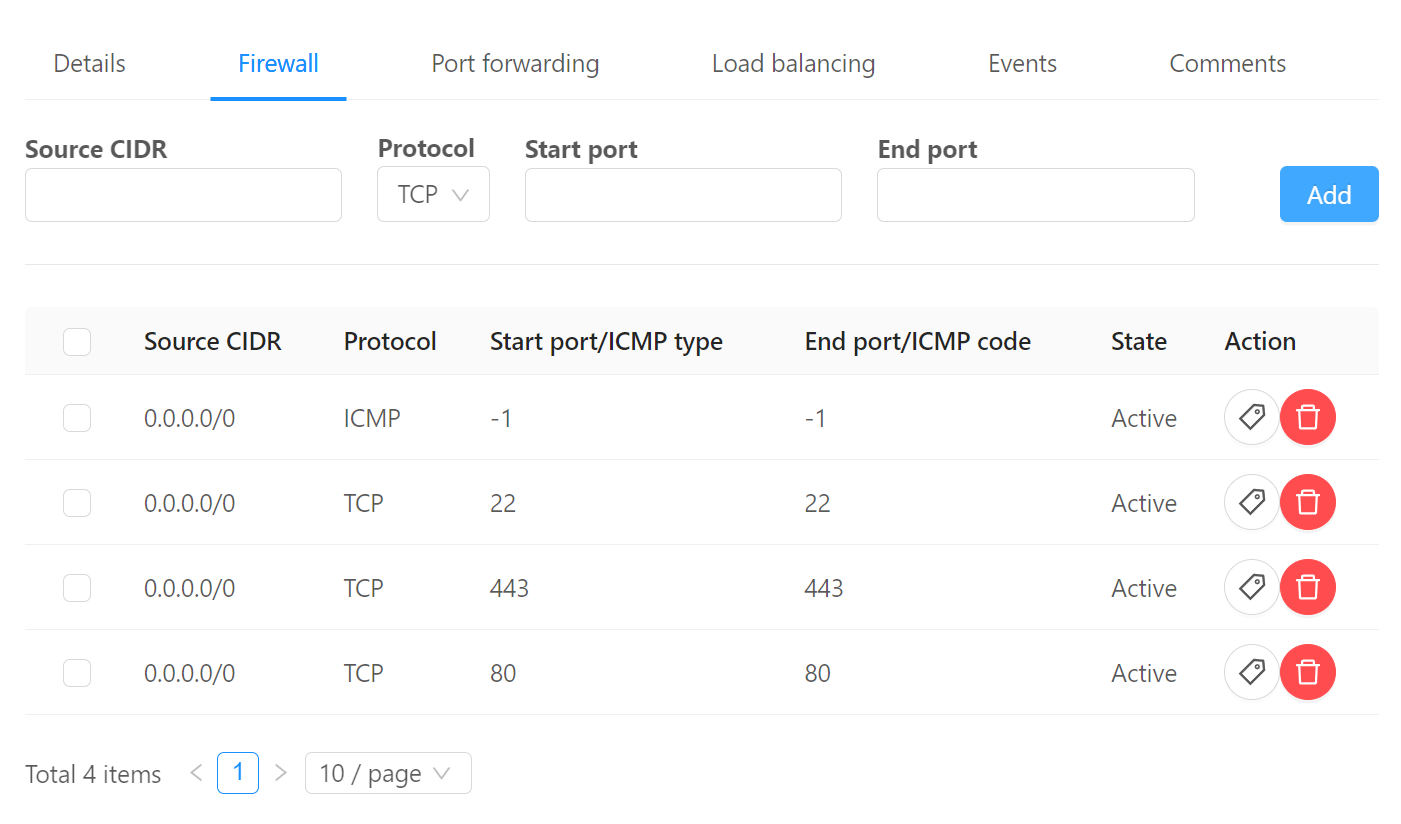 Details Firewall Port forwarding Load balancing Events Comments
Source CIDR Protocol Start port End port
TCP Add
Source CIDR Protocol Start port/ICMP type End port/ICMP code State Action
0.0.0.0/0 ICMP -1 -1 Active
0.0.0.0/0 TCP 22 22 Active
0.0.0.0/0 TCP 443 443 Active
0.0.0.0/0 TCP 80 80 Active
Total 4 items < 1 > 10 / page